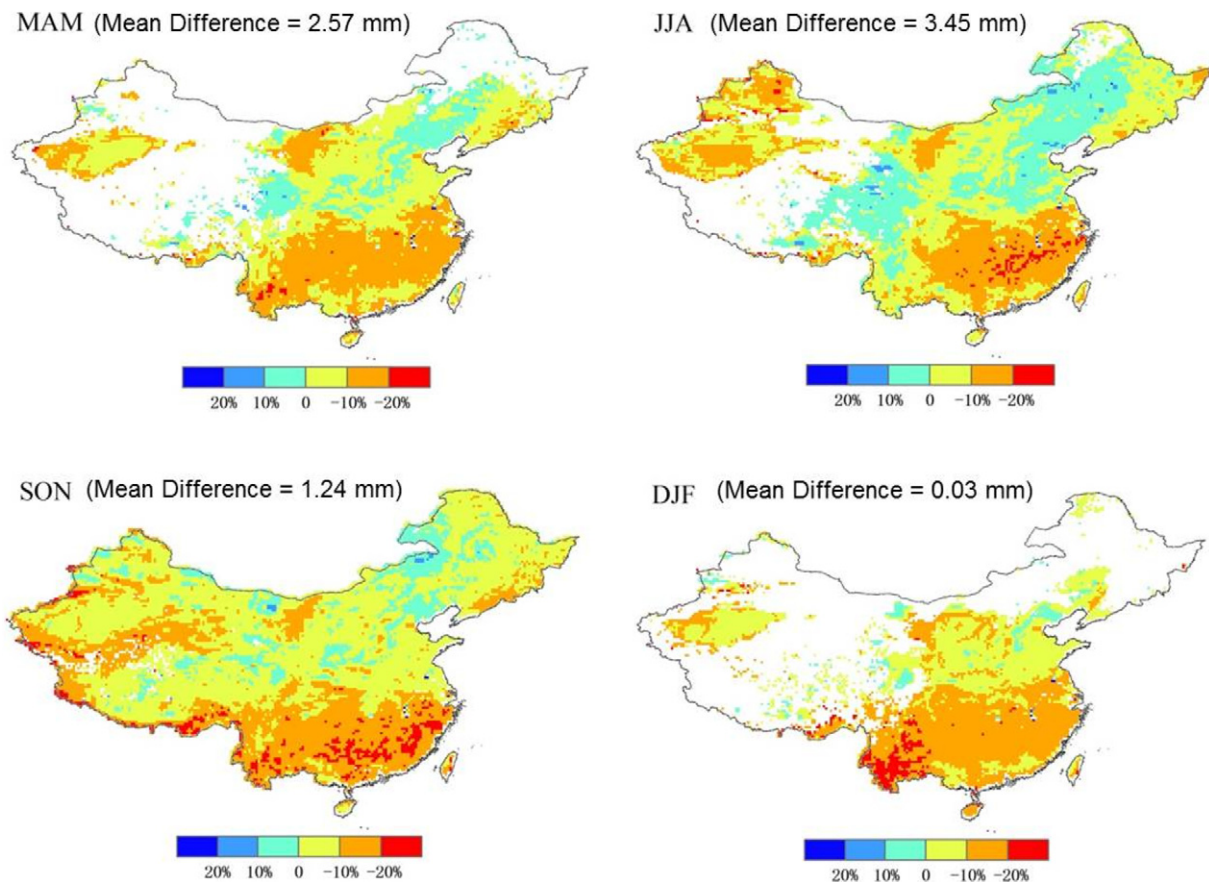 MAM (Mean Difference = 2.57 mm)
JJA (Mean Difference = 3.45 mm)
20% 10% 0 -10% -20%
20% 10% 0 -10% -20%
SON (Mean Difference = 1.24 mm)
DJF (Mean Difference = 0.03 mm)
20% 10% 0 -10% -20%
20% 10% 0 -10% -20%